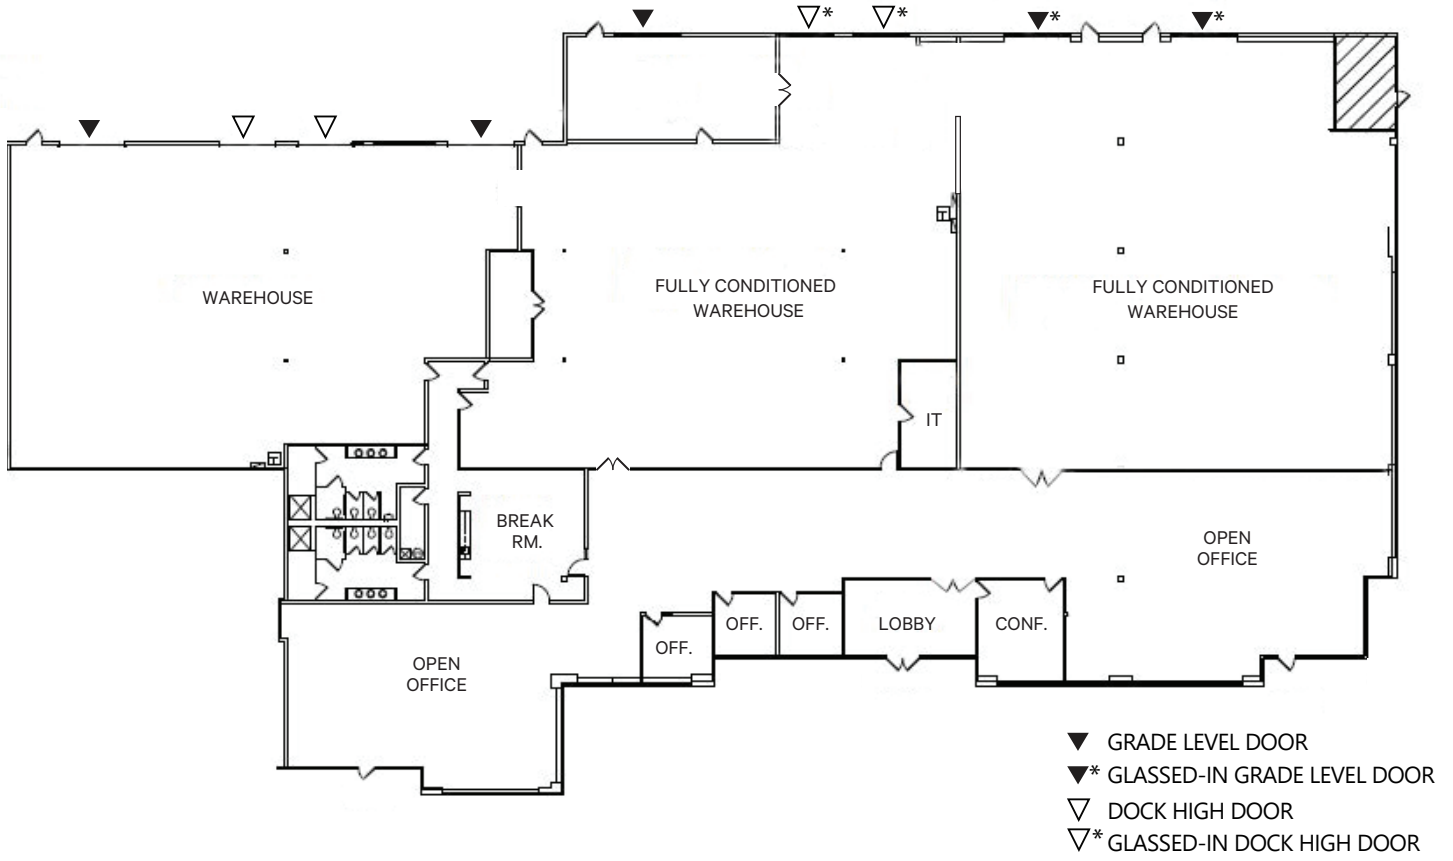 *
*
*
*
WAREHOUSE
FULLY CONDITIONED
WAREHOUSE
FULLY CONDITIONED
WAREHOUSE
IT
BREAK
RM.
OPEN
OFFICE
OFF.
OFF.
OFF.
LOBBY
CONF.
OPEN
OFFICE
GRADE LEVEL DOOR
* GLASSED-IN GRADE LEVEL DOOR
DOCK HIGH DOOR
* GLASSED-IN DOCK HIGH DOOR